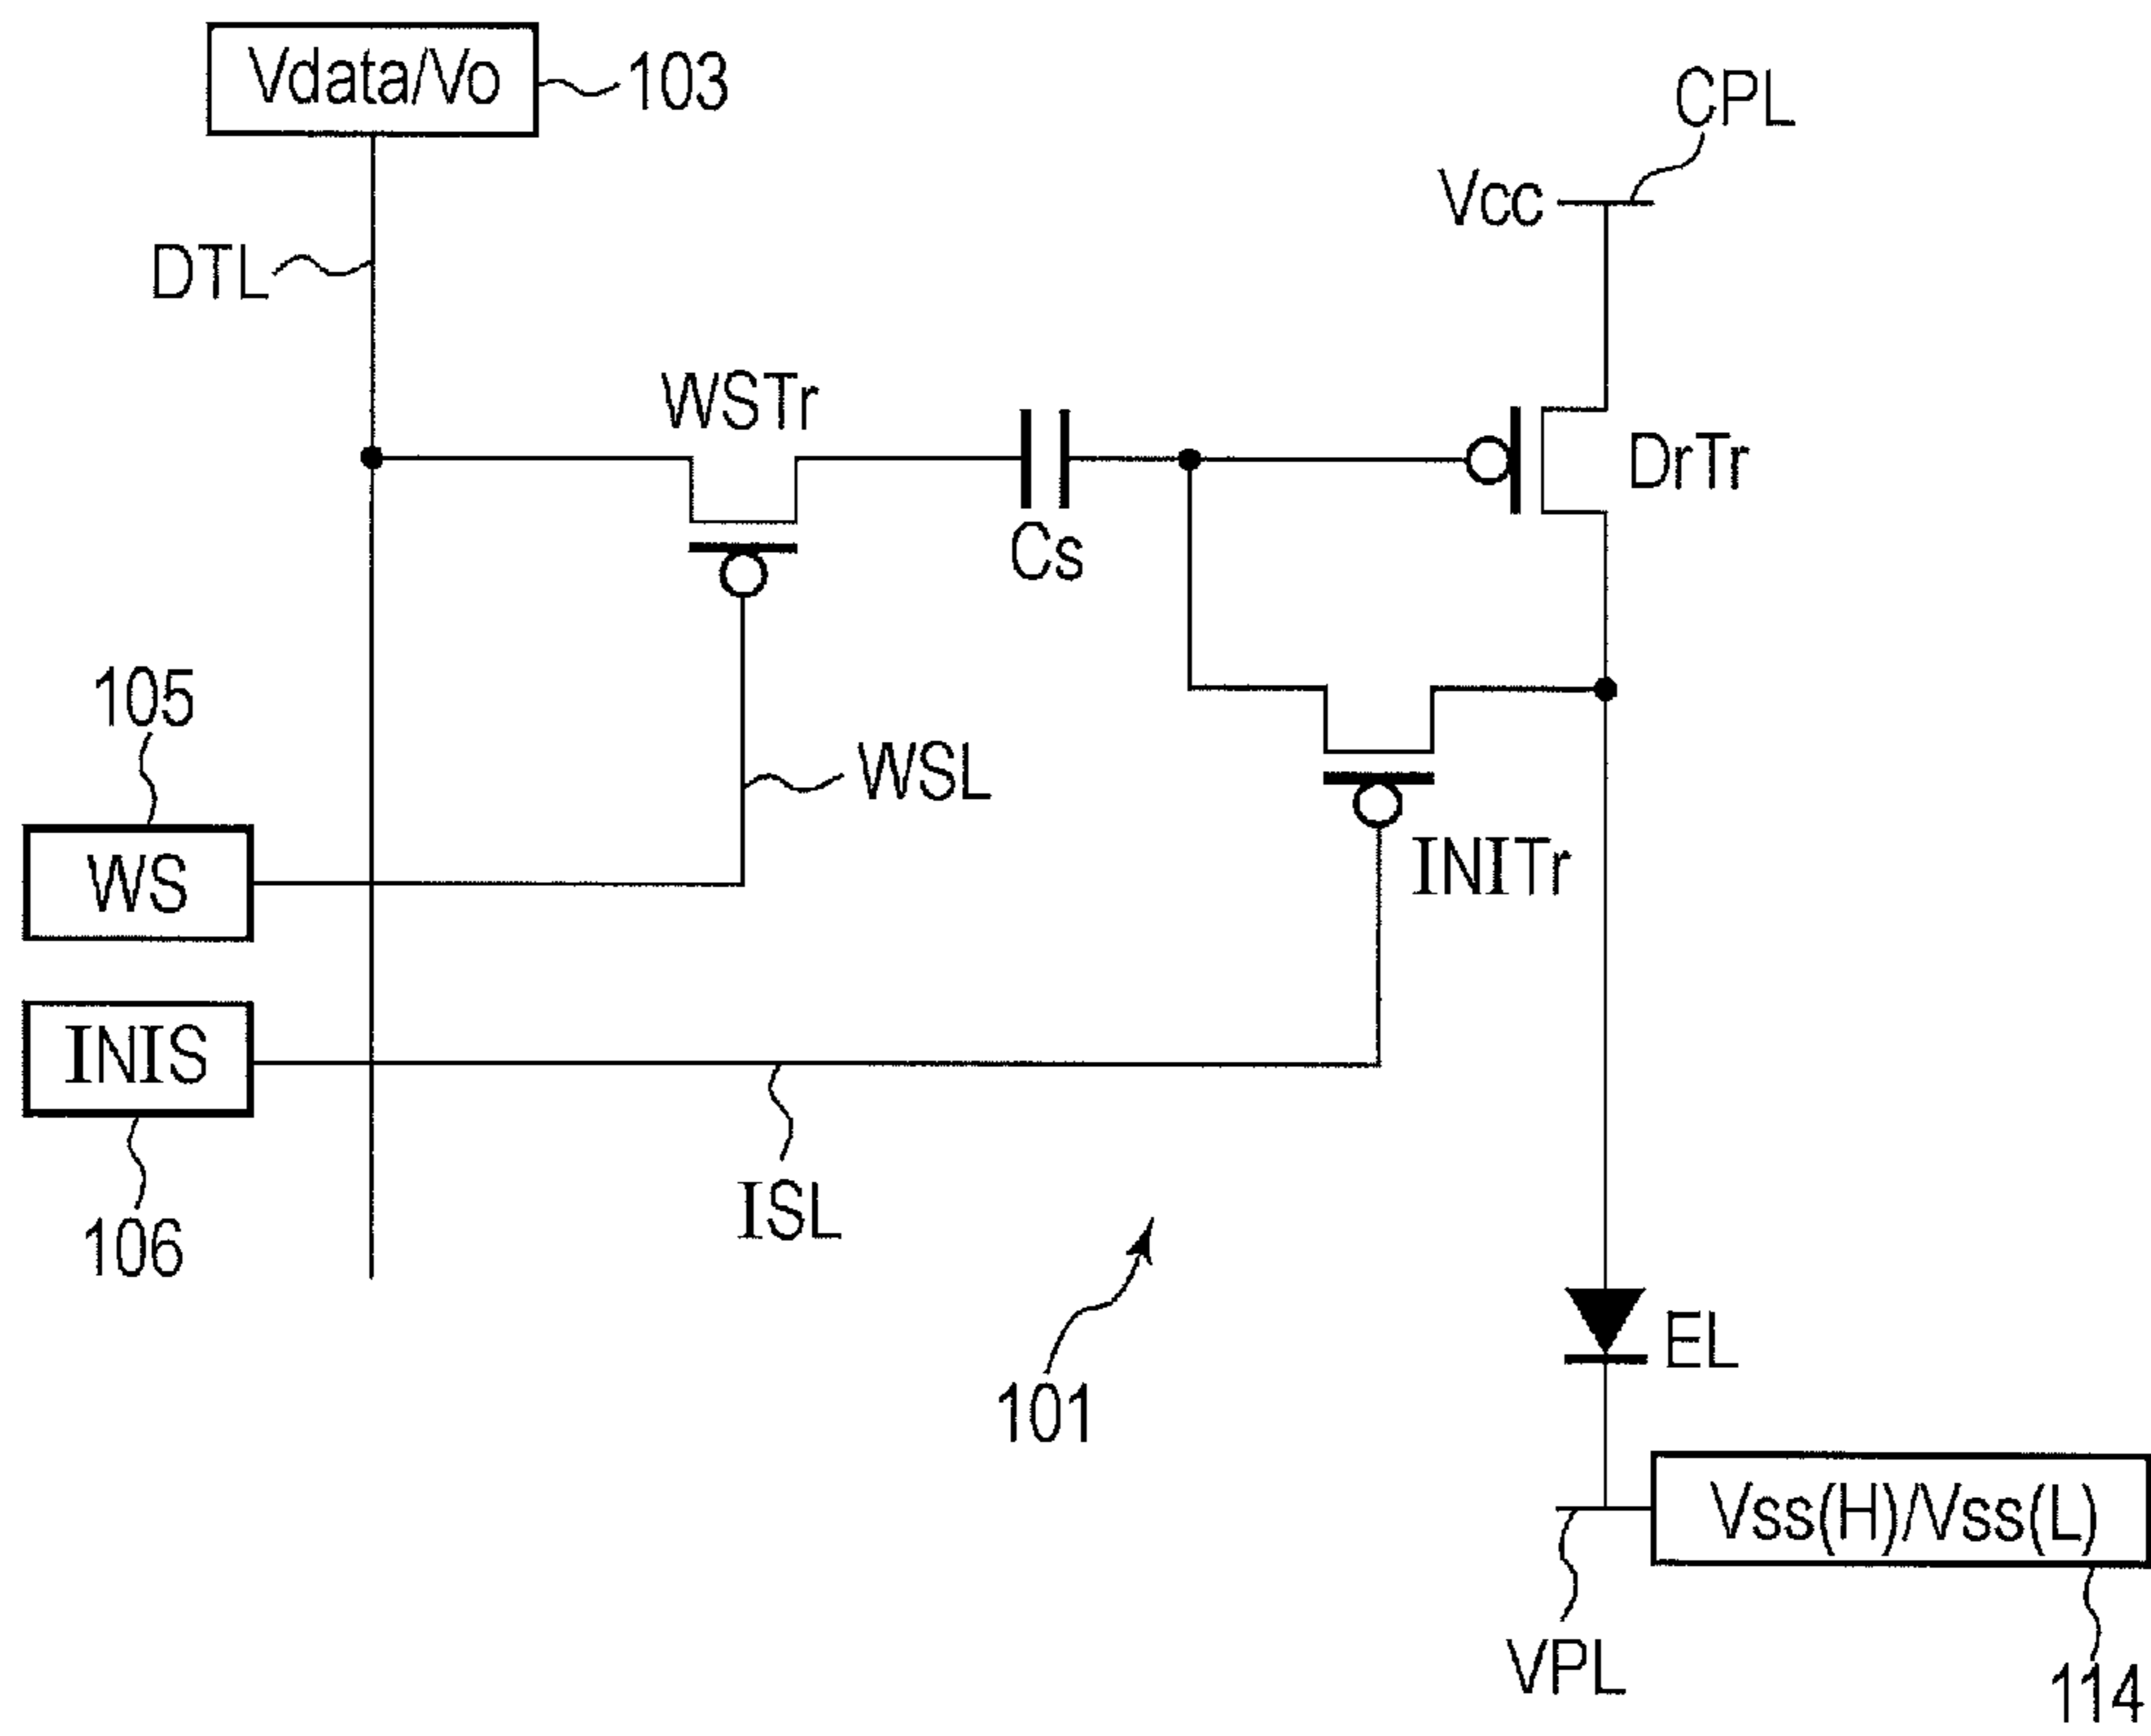 Vdata/Vo
103
CPL
Vcc
DTL
WSTr
DrTr
Cs
105
WSL
WS
INITr
INIS
ISL
106
101
EL
Vss(H)/Vss(L)
VPL
114